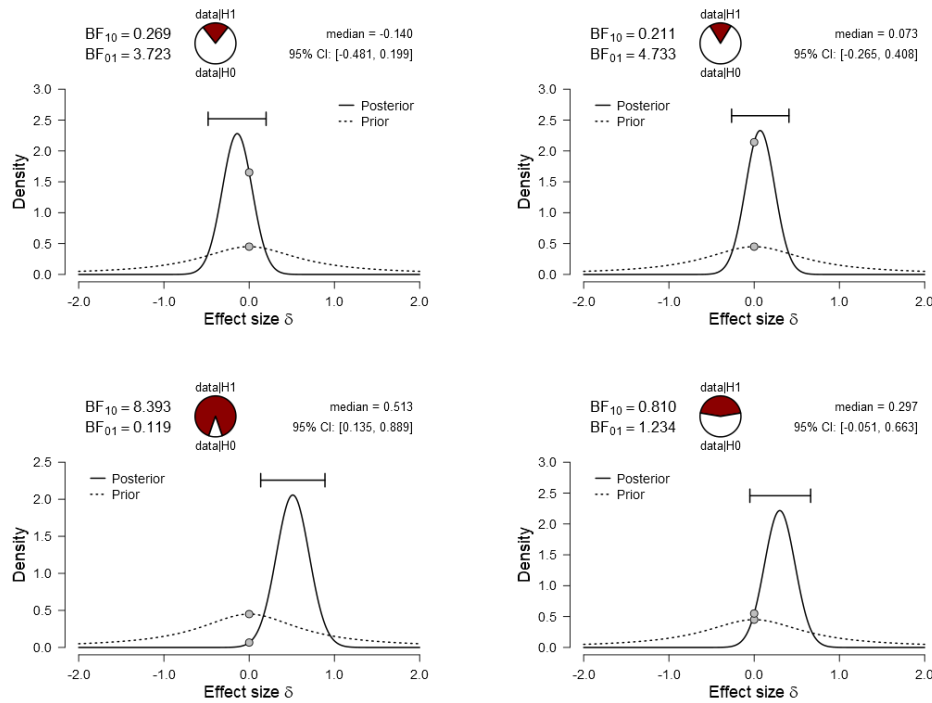 data|H1
BF10 = 0.269
BF01 = 3.723
median = -0.140
95% CI: [-0.481, 0.199]
data|H0
3.0
2.5
2.0
1.5
1.0
0.5
0.0
Density
Posterior
Prior
-2.0 -1.0 0.0 1.0 2.0
Effect size δ
data|H1
BF10 = 0.211
BF01 = 4.733
median = 0.073
95% CI: [-0.265, 0.408]
data|H0
3.0
2.5
2.0
1.5
1.0
0.5
0.0
Density
Posterior
Prior
-2.0 -1.0 0.0 1.0 2.0
Effect size δ
data|H1
BF10 = 8.393
BF01 = 0.119
median = 0.513
95% CI: [0.135, 0.889]
data|H0
2.5
2.0
1.5
1.0
0.5
0.0
Density
Posterior
Prior
-2.0 -1.0 0.0 1.0 2.0
Effect size δ
data|H1
BF10 = 0.810
BF01 = 1.234
median = 0.297
95% CI: [-0.051, 0.663]
data|H0
3.0
2.5
2.0
1.5
1.0
0.5
0.0
Density
Posterior
Prior
-2.0 -1.0 0.0 1.0 2.0
Effect size δ